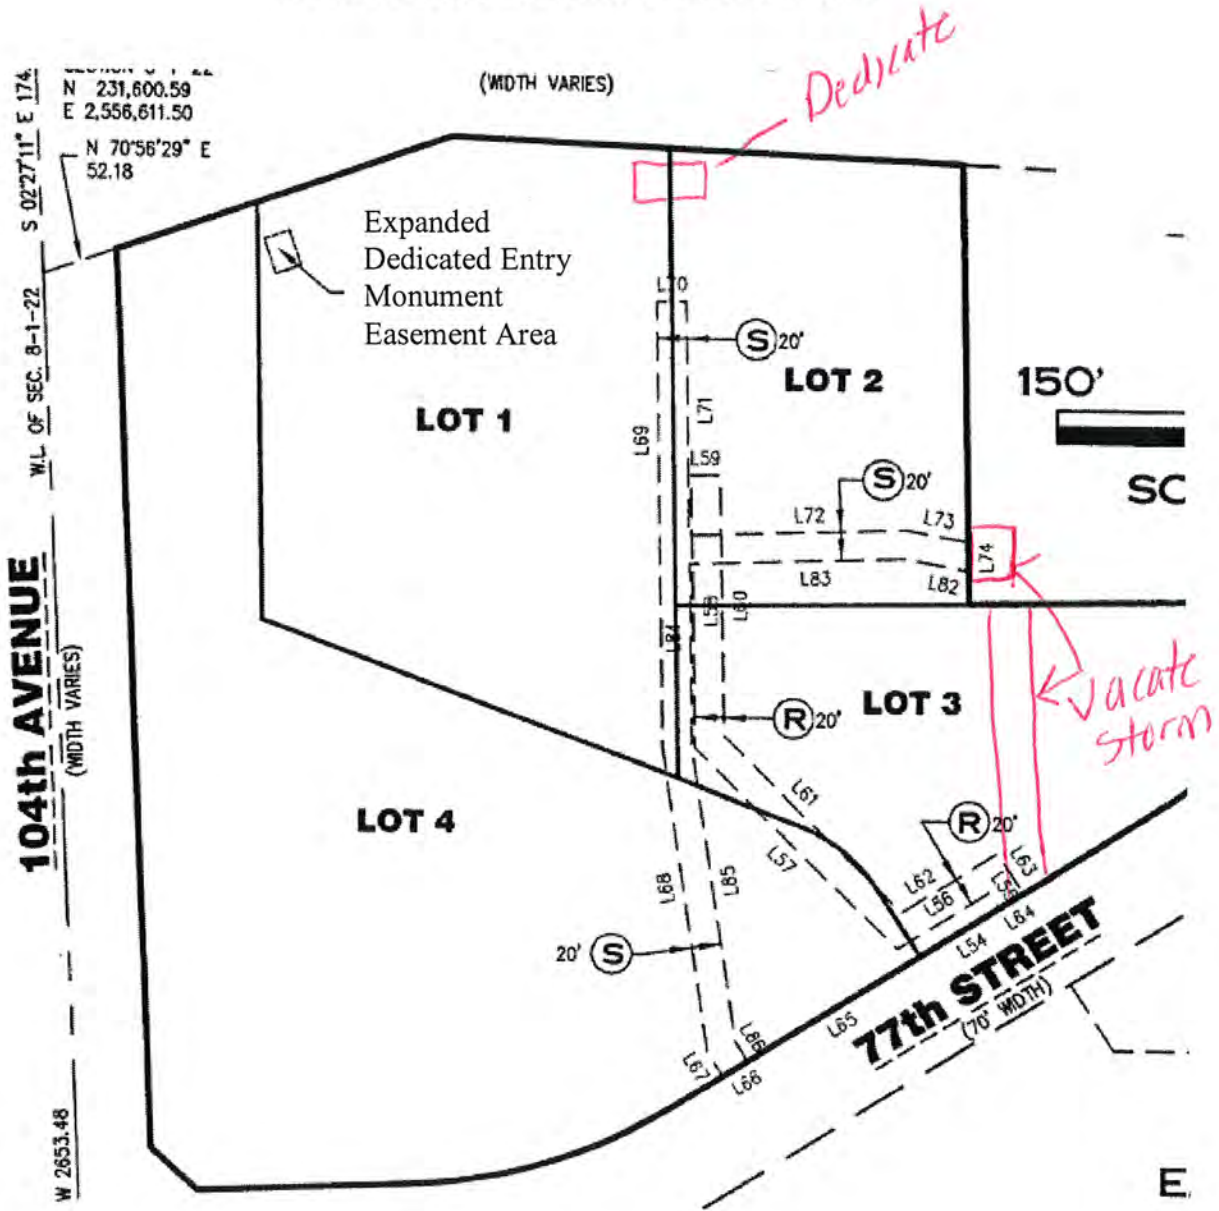 Dedicate
(WIDTH VARIES)
N 231,600.59
E 2,556,611.50
N 70°56'29" E
52.18
S 02°27'11" E 174.
W.L. OF SEC. 8-1-22
Expanded
Dedicated Entry
Monument
Easement Area
L70
S 20'
LOT 2
150'
LOT 1
L69
L71
L59
S 20'
SC
L72
L73
L74
L83
L82
L58
L60
L84
104th AVENUE
(WIDTH VARIES)
R 20'
LOT 3
Vacate
storm
LOT 4
L61
L57
R 20'
L62
L63
L56
L55
L64
L54
L68
L85
20' S
77th STREET
(70' WIDTH)
L65
L86
L67
L66
W 2653.48
E